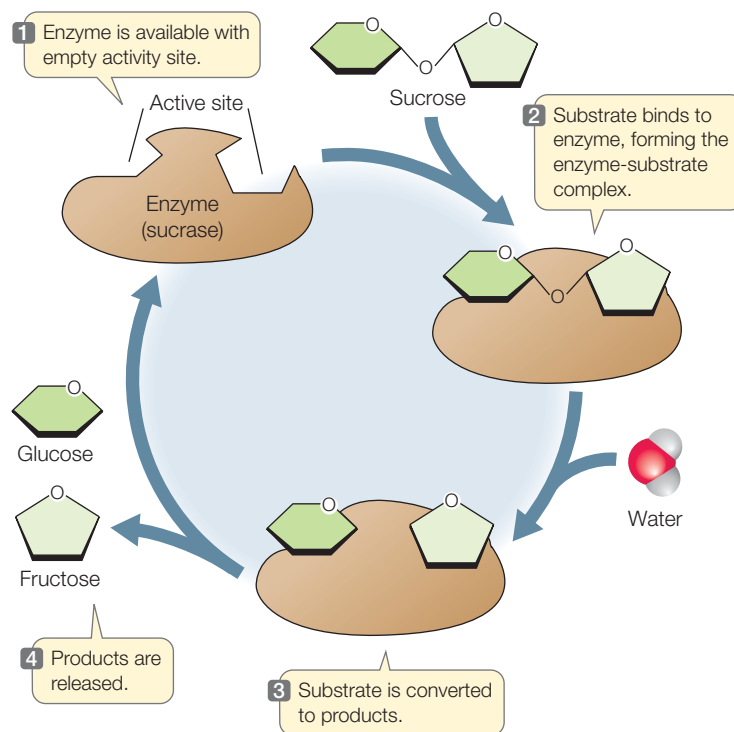 1 Enzyme is available with
empty activity site.
Active site
Enzyme
(sucrase)
O
O
O
Sucrose
2 Substrate binds to
enzyme, forming the
enzyme-substrate
complex.
O
O
O
Water
O
O
3 Substrate is converted
to products.
O
Glucose
O
Fructose
4 Products are
released.